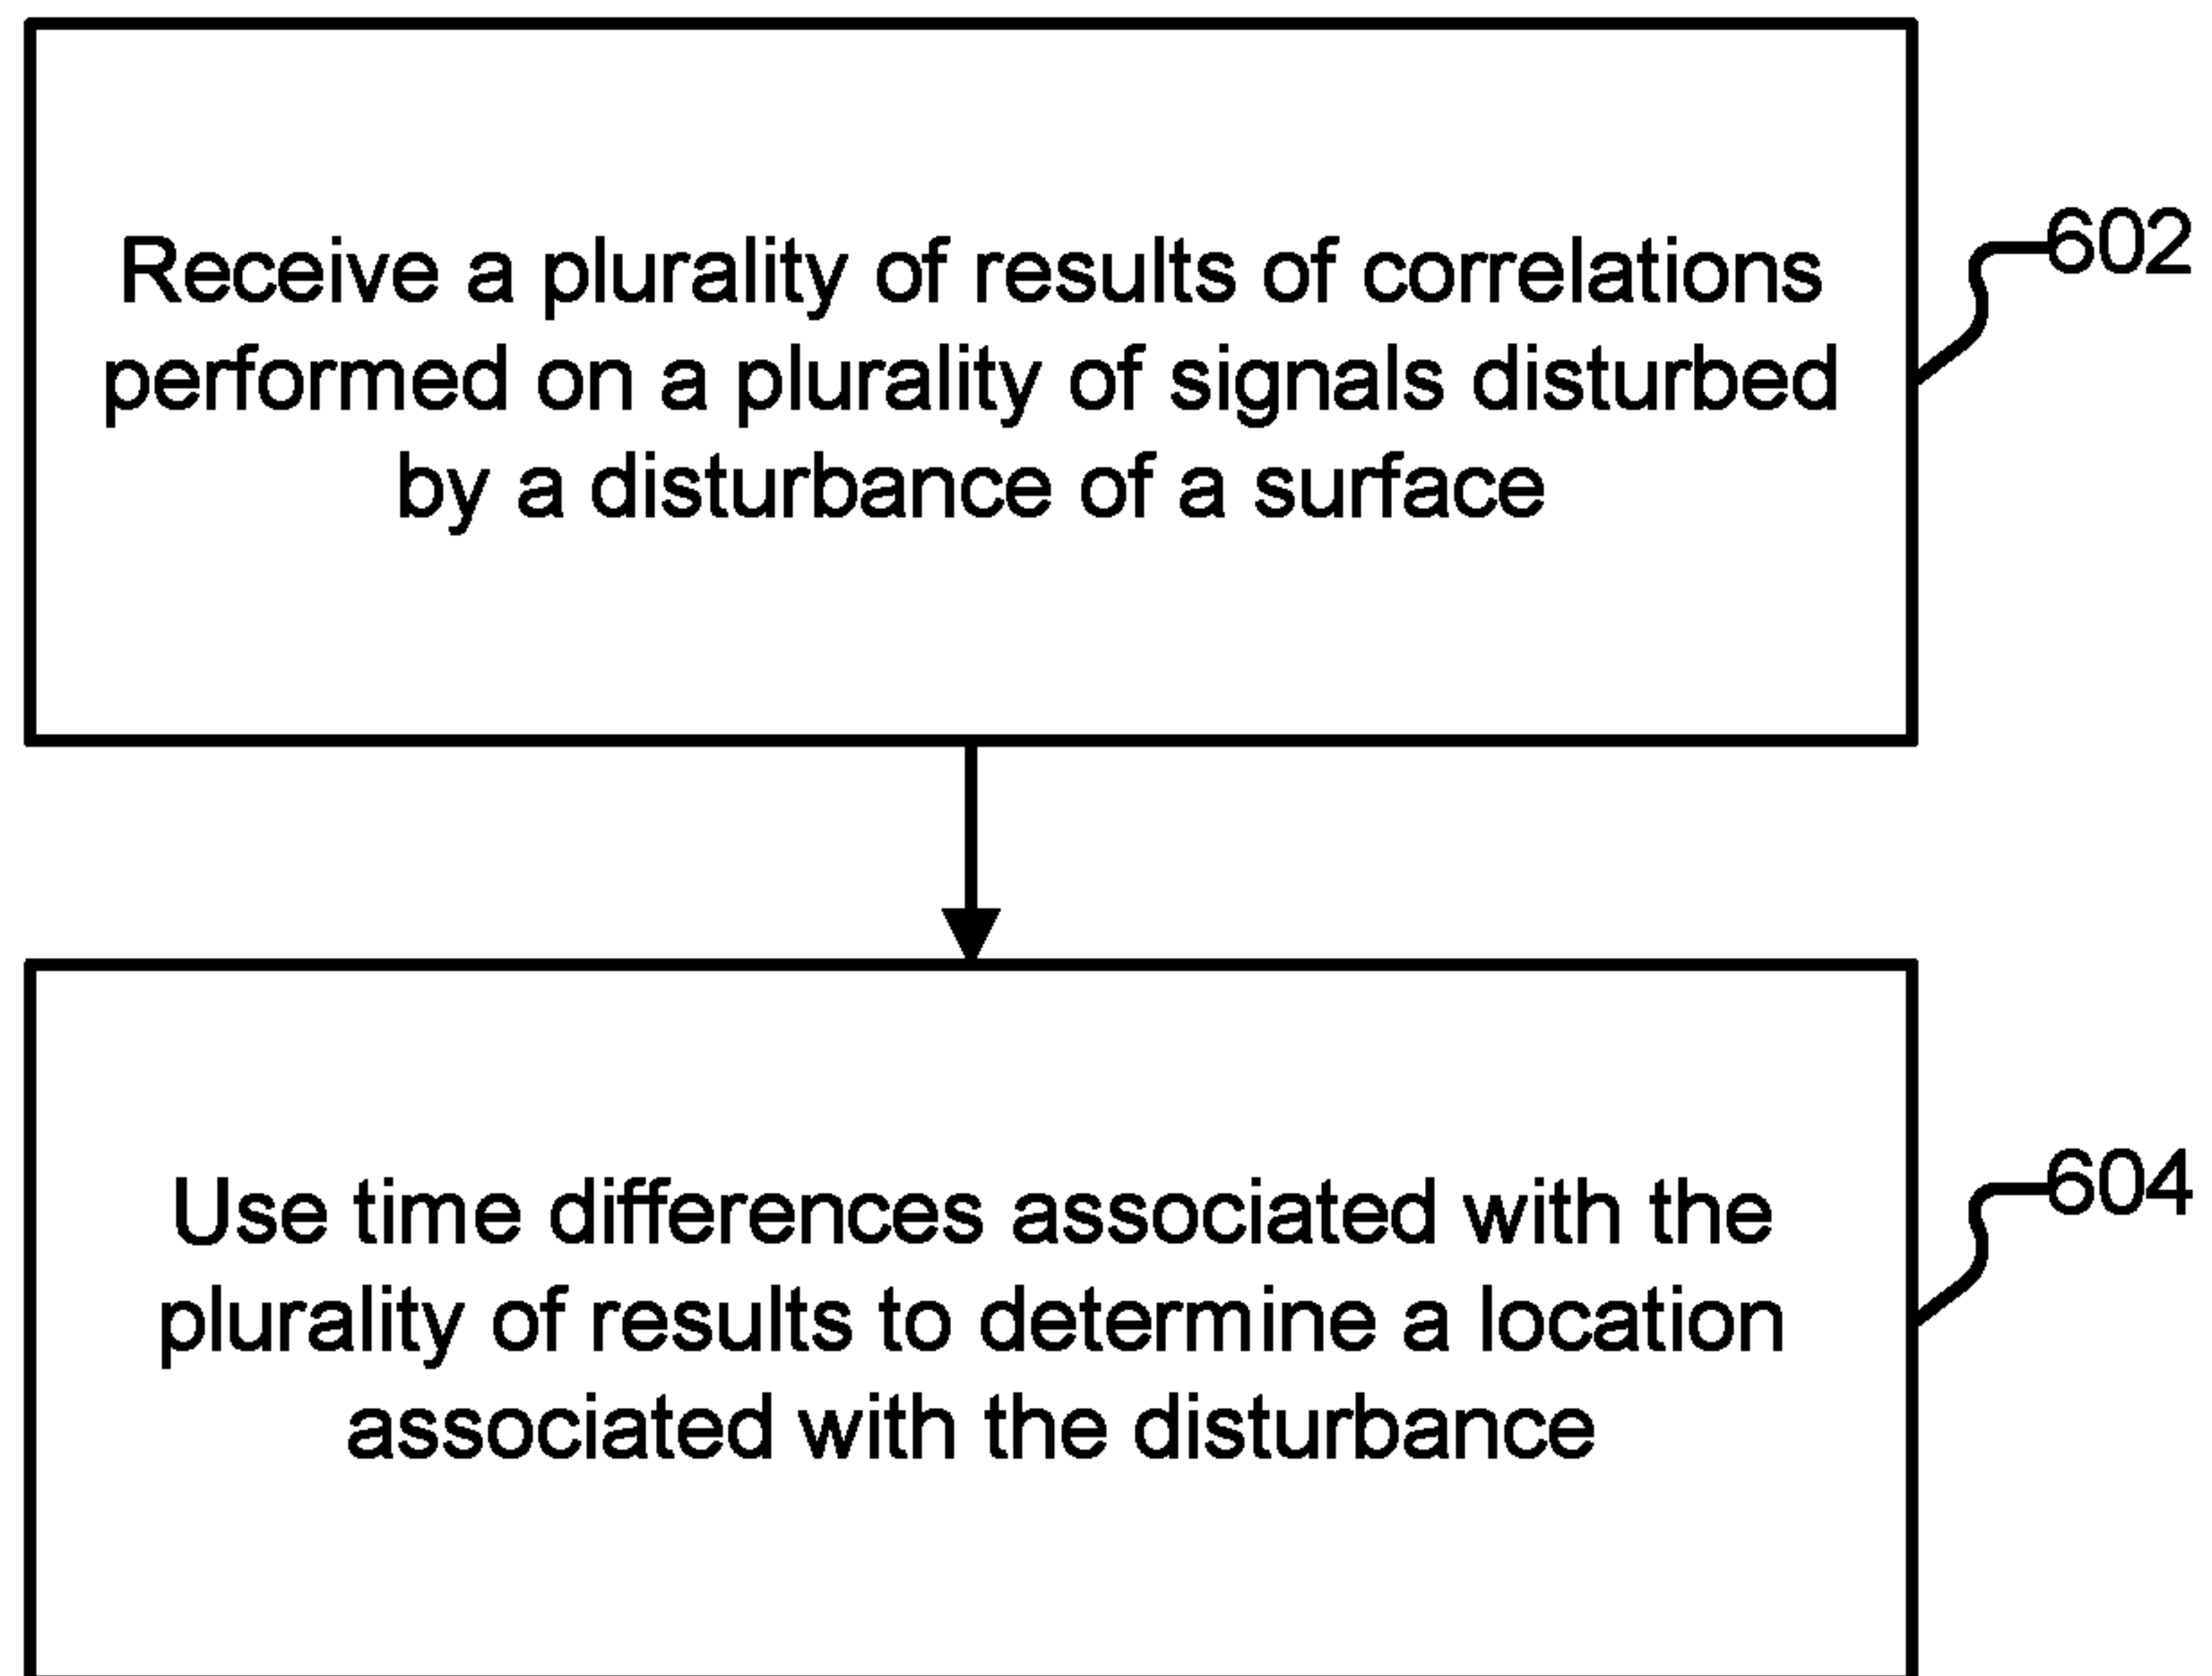 Receive a plurality of results of correlations
performed on a plurality of signals disturbed
by a disturbance of a surface
602
Use time differences associated with the
plurality of results to determine a location
associated with the disturbance
604